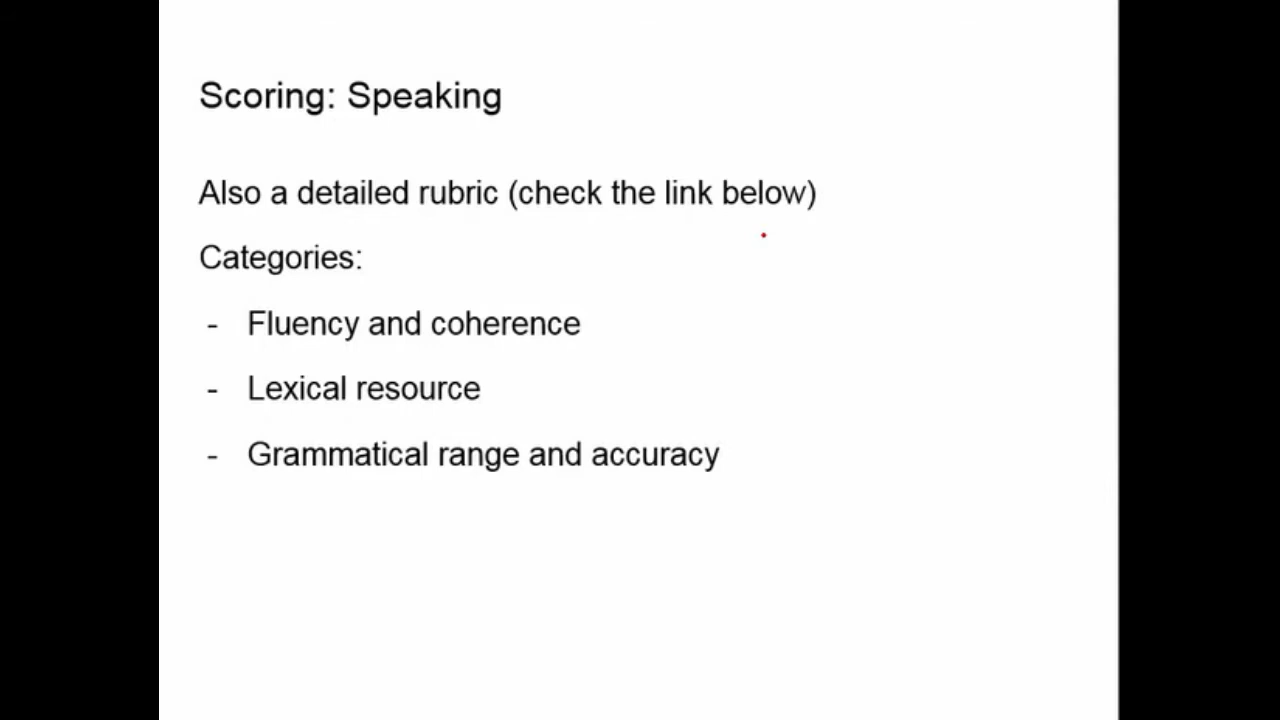 Scoring: Speaking
Also a detailed rubric (check the link below)
Categories:
- Fluency and coherence
- Lexical resource
- Grammatical range and accuracy